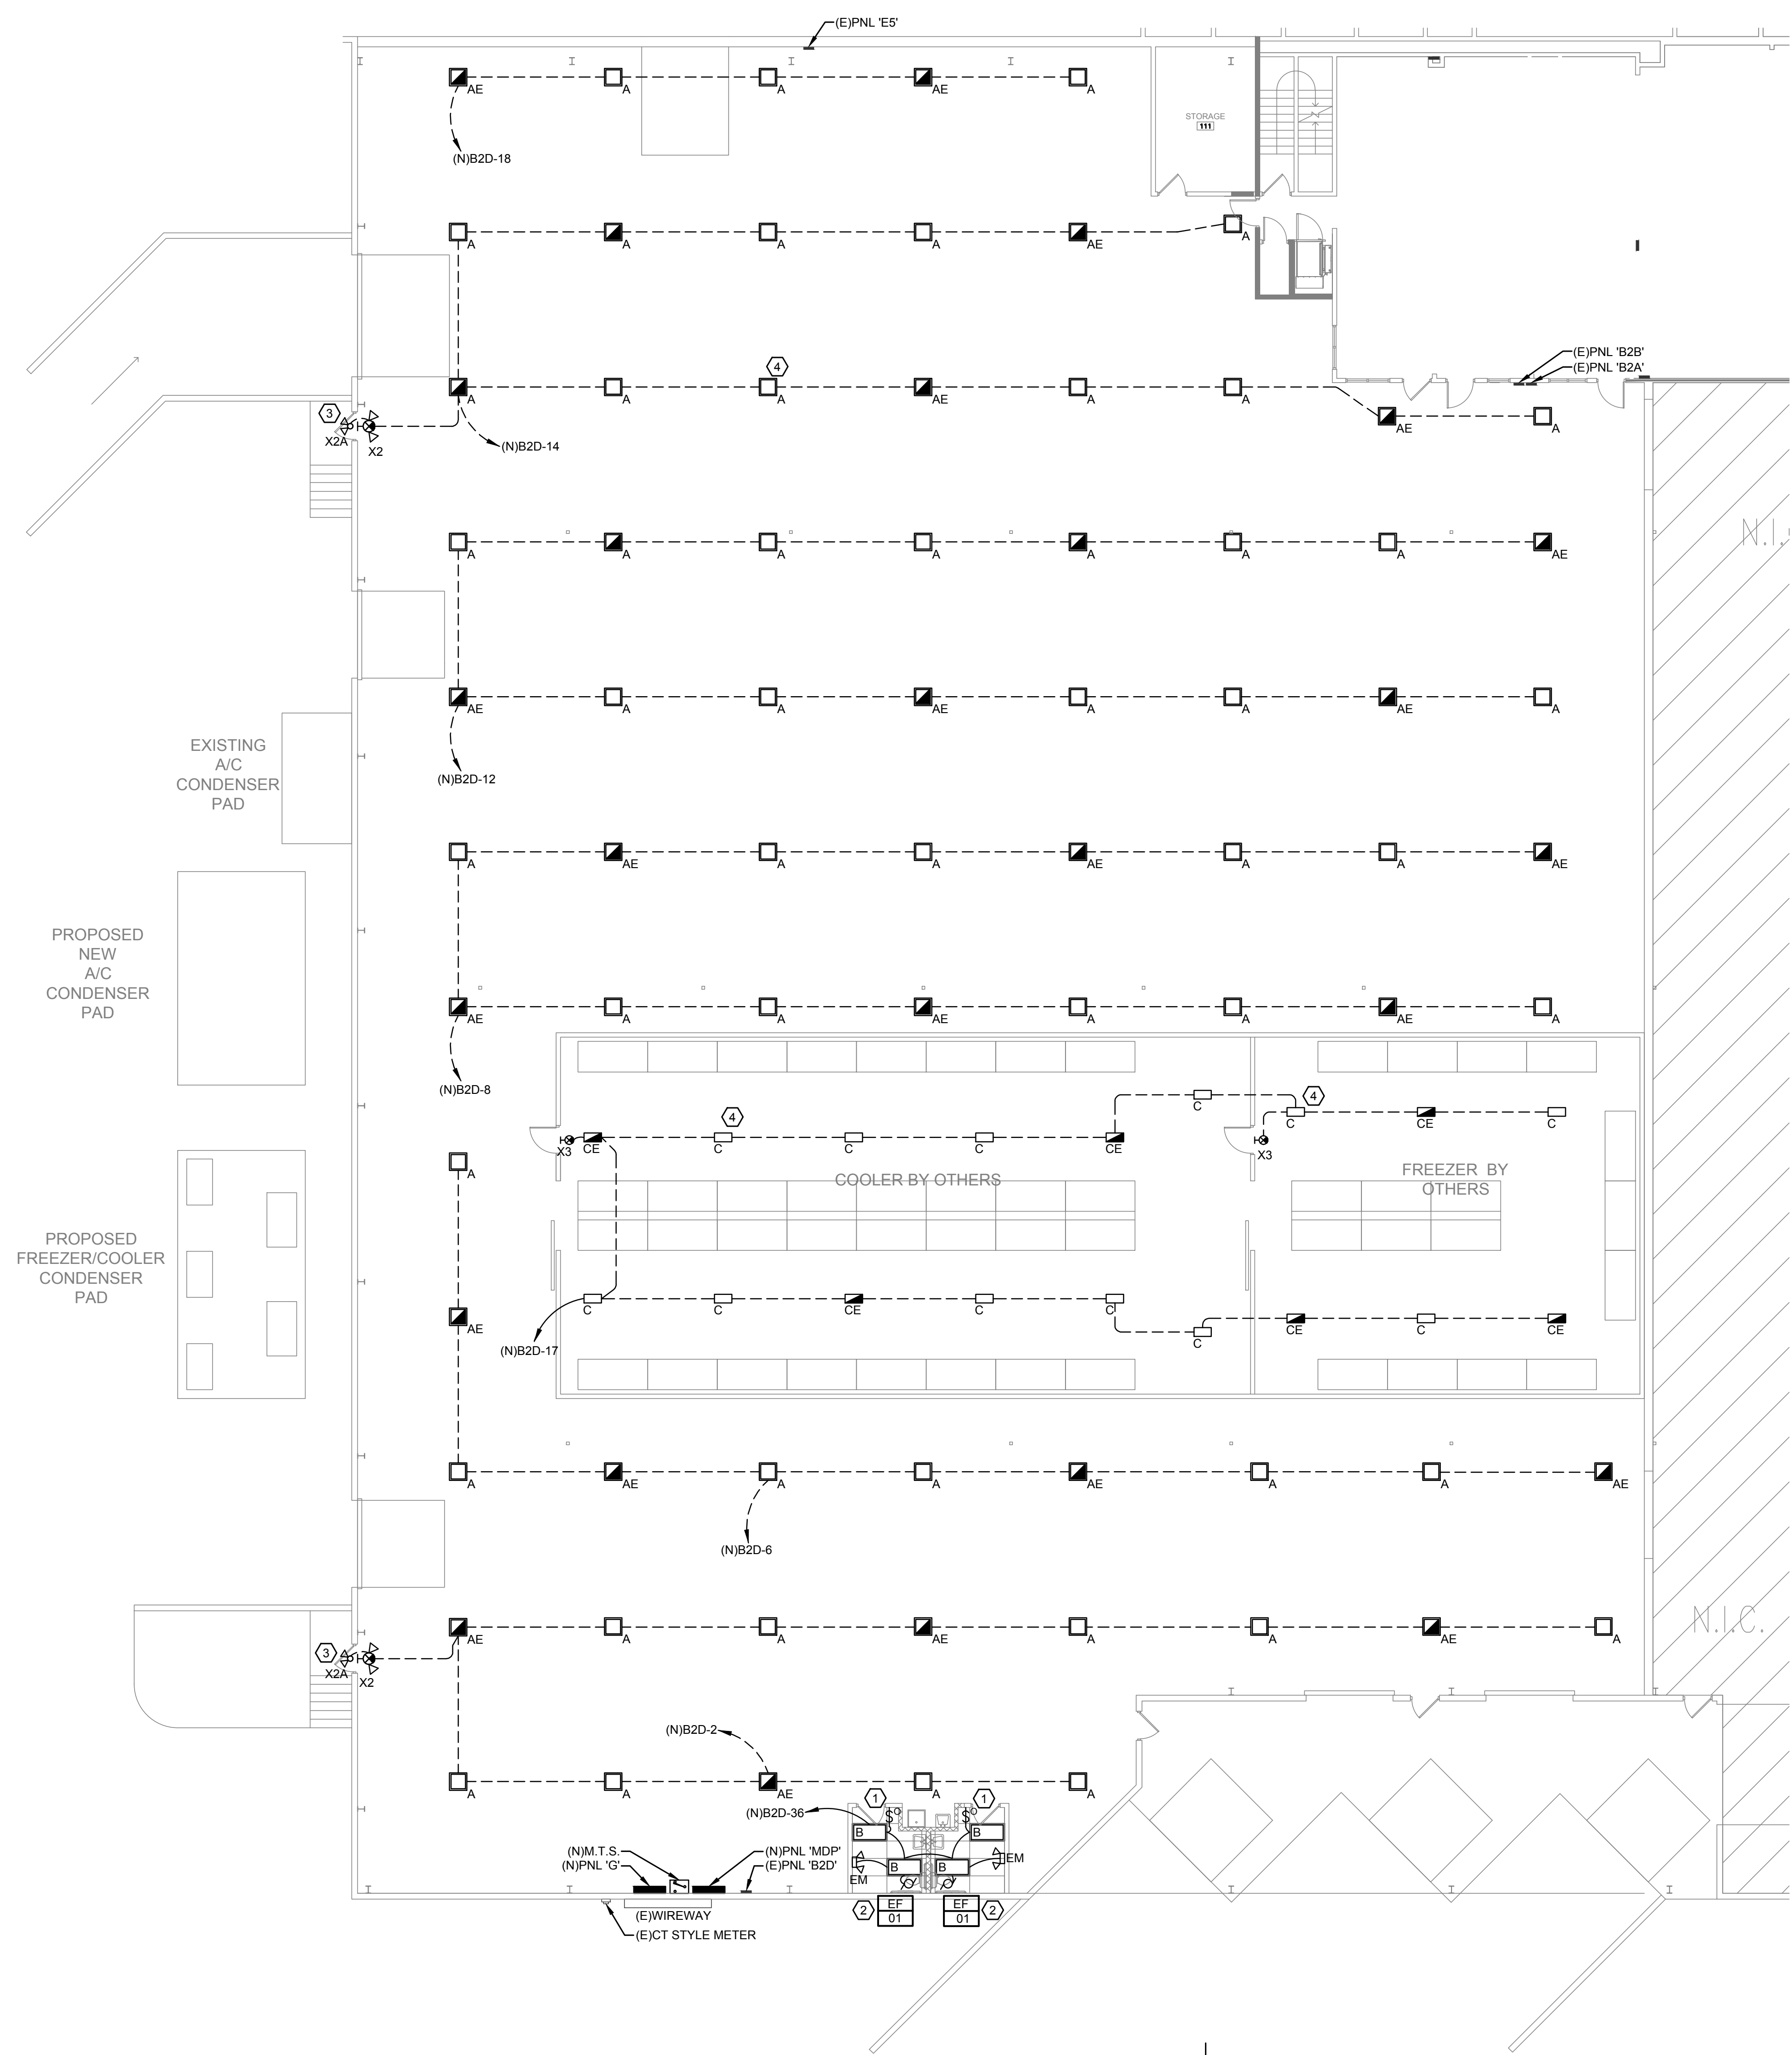 (E)PNL 'E5'
AE
A
A
AE
A
STORAGE
111
(N)B2D-18
A
A
A
A
AE
A
(E)PNL 'B2B'
(E)PNL 'B2A'
4
A
A
A
AE
A
A
3
X2A
X2
AE
A
(N)B2D-14
N.I.
A
A
A
A
A
A
A
AE
AE
A
A
AE
A
A
AE
A
EXISTING
A/C
CONDENSER
PAD
(N)B2D-12
A
AE
A
A
AE
A
A
AE
PROPOSED
NEW
A/C
CONDENSER
PAD
AE
A
A
AE
A
A
AE
A
(N)B2D-8
C
4
4
CE
C
X3
CE
C
C
C
CE
X3
A
COOLER BY OTHERS
FREEZER BY
OTHERS
PROPOSED
FREEZER/COOLER
CONDENSER
PAD
C
C
CE
C
C
C
CE
C
CE
AE
(N)B2D-17
A
AE
A
A
AE
A
A
AE
(N)B2D-6
AE
A
A
AE
A
A
AE
A
N.I.C.
3
X2A
X2
(N)B2D-2
A
A
AE
A
A
(N)B2D-36
1
1
$O
$O
B
B
(N)M.T.S.
(N)PNL 'G'
(N)PNL 'MDP'
(E)PNL 'B2D'
B
B
EM
EM
2
EF
01
EF
01
2
(E)WIREWAY
(E)CT STYLE METER